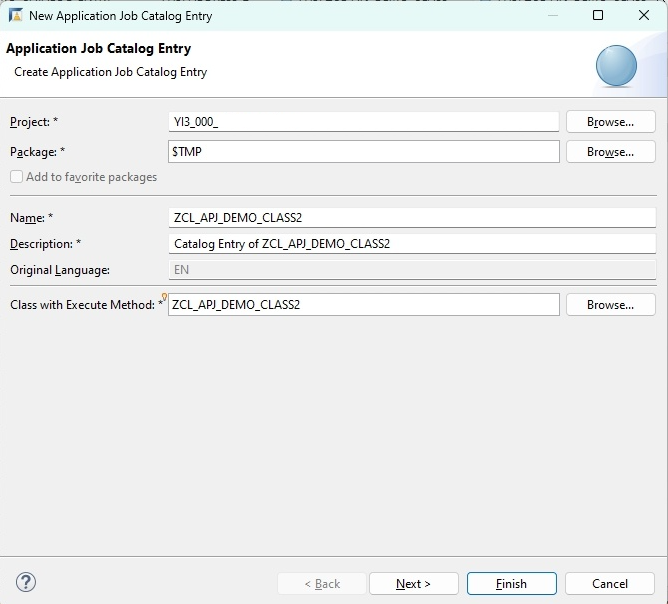 New Application Job Catalog Entry
Application Job Catalog Entry
Create Application Job Catalog Entry
Project: * YI3_000_ Browse...
Package: * $TMP Browse...
Add to favorite packages
Name: * ZCL_APJ_DEMO_CLASS2
Description: * Catalog Entry of ZCL_APJ_DEMO_CLASS2
Original Language: EN
Class with Execute Method: * ZCL_APJ_DEMO_CLASS2 Browse...
? < Back Next > Finish Cancel